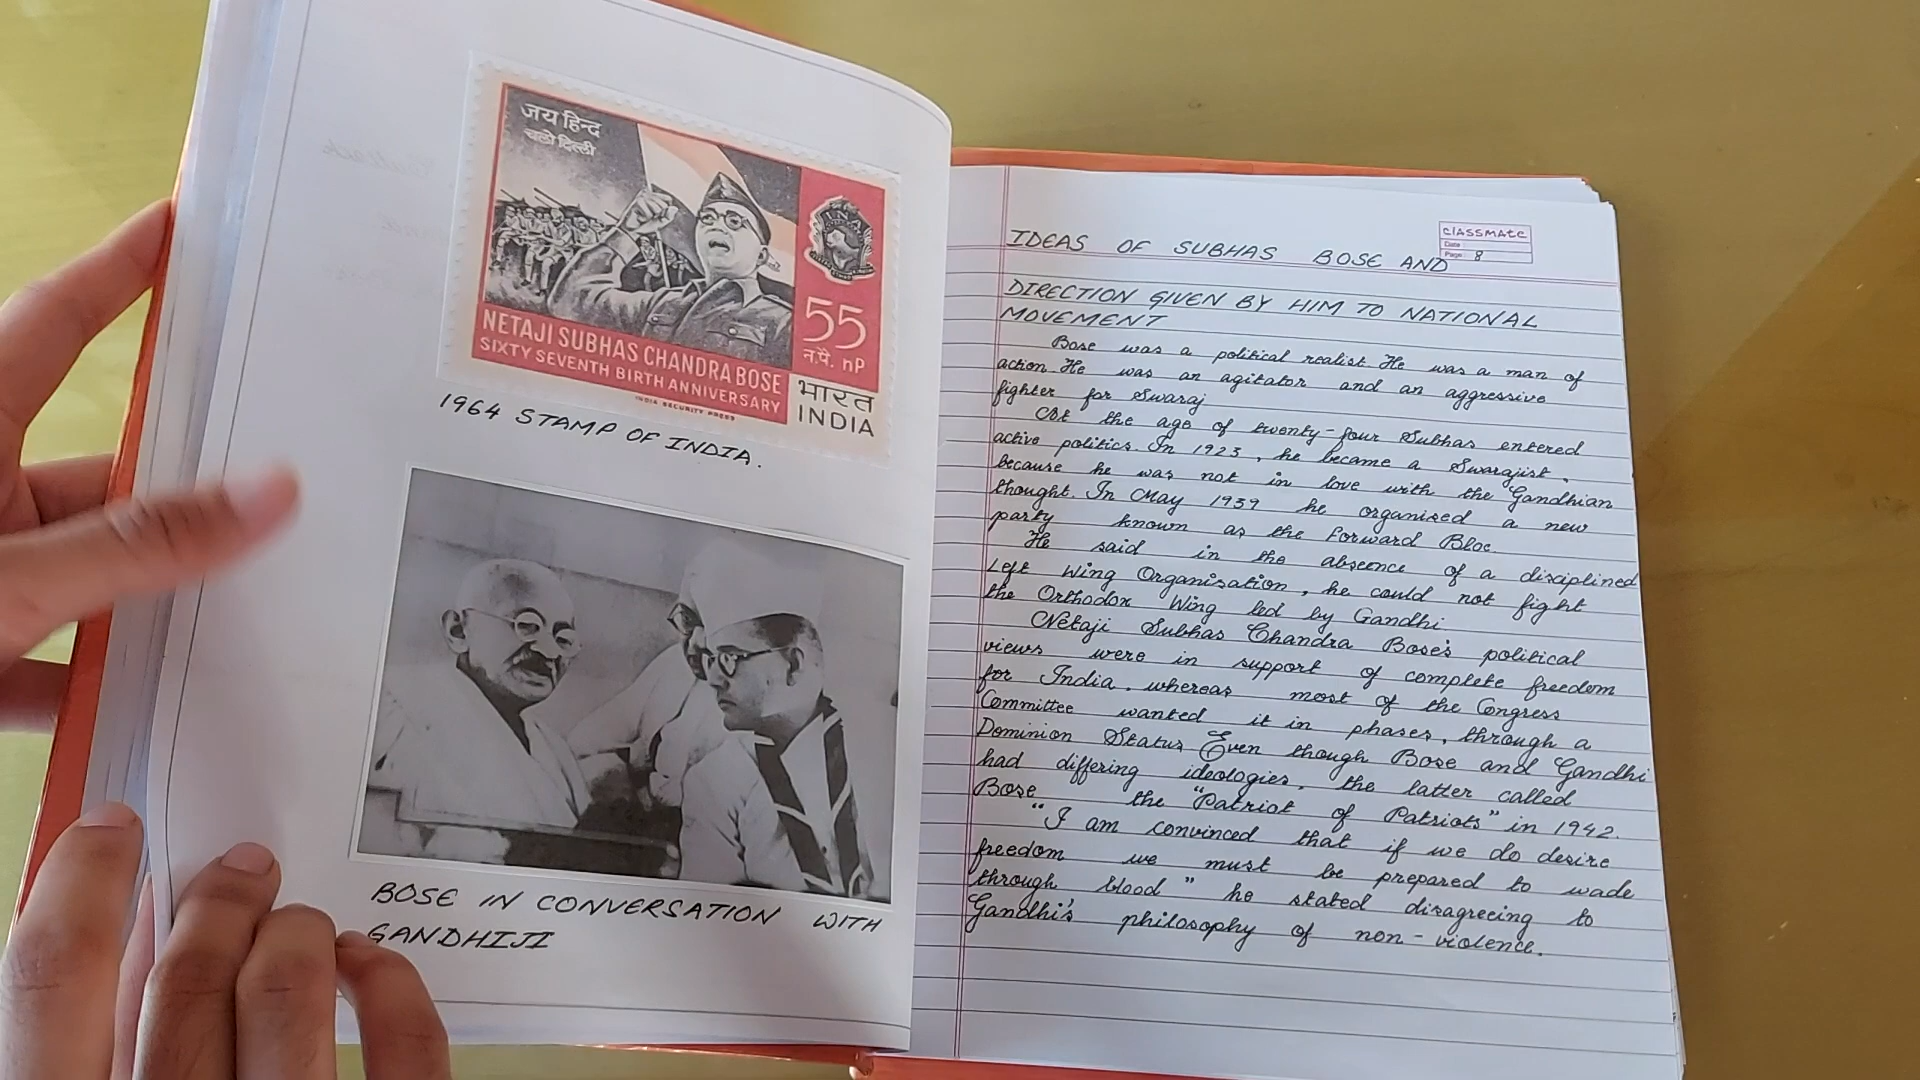 जय हिन्द
चलो दिल्ली
I.N.A.
55
न.पै. nP
NETAJI SUBHAS CHANDRA BOSE
SIXTY SEVENTH BIRTH ANNIVERSARY
INDIA SECURITY PRESS
भारत
INDIA
1964 STAMP OF INDIA.
BOSE IN CONVERSATION WITH
GANDHIJI
CLASSMATE
Date
Page 8
IDEAS OF SUBHAS BOSE AND
DIRECTION GIVEN BY HIM TO NATIONAL
MOVEMENT
Bose was a political realist. He was a man of
action. He was an agitator and an aggressive
fighter for Swaraj
At the age of twenty-four Subhas entered
active politics. In 1923, he became a Swarajist,
because he was not in love with the Gandhian
thought. In May 1939 he organised a new
party known as the Forward Bloc.
He said in the absence of a disciplined
Left Wing Organisation, he could not fight
the Orthodox Wing led by Gandhi
Netaji Subhas Chandra Bose's political
views were in support of complete freedom
for India, whereas most of the Congress
Committee wanted it in phases, through a
Dominion Status Even though Bose and Gandhi
had differing ideologies, the latter called
Bose the "Patriot of Patriots" in 1942.
"I am convinced that if we do desire
freedom we must be prepared to wade
through blood" he stated disagreeing to
Gandhi's philosophy of non-violence.